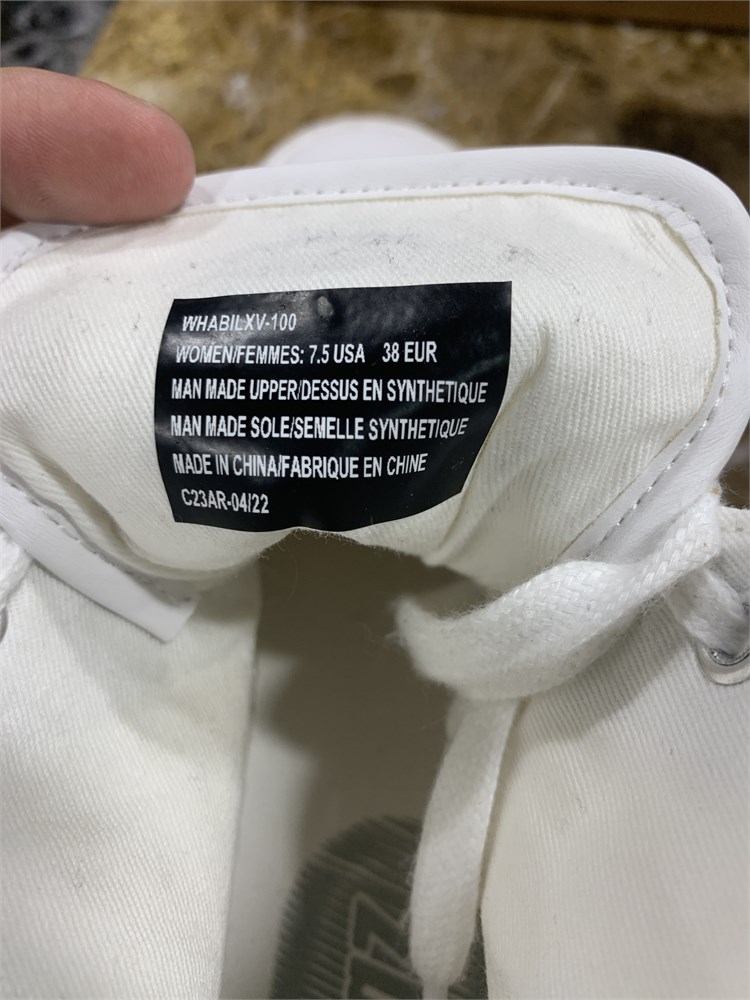 WHABILXV-100
WOMEN/FEMMES: 7.5 USA 38 EUR
MAN MADE UPPER/DESSUS EN SYNTHETIQUE
MAN MADE SOLE/SEMELLE SYNTHETIQUE
MADE IN CHINA/FABRIQUE EN CHINE
C23AR-04/22